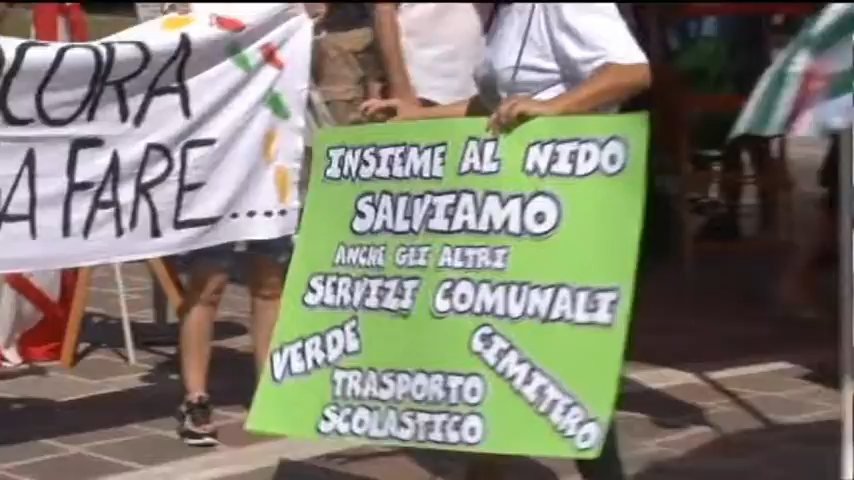 CORA
A FARE.....
INSIEME AL NIDO
SALVIAMO
ANCHE GLI ALTRI
SERVIZI COMUNALI
VERDE
CIMITERO
TRASPORTO
SCOLASTICO